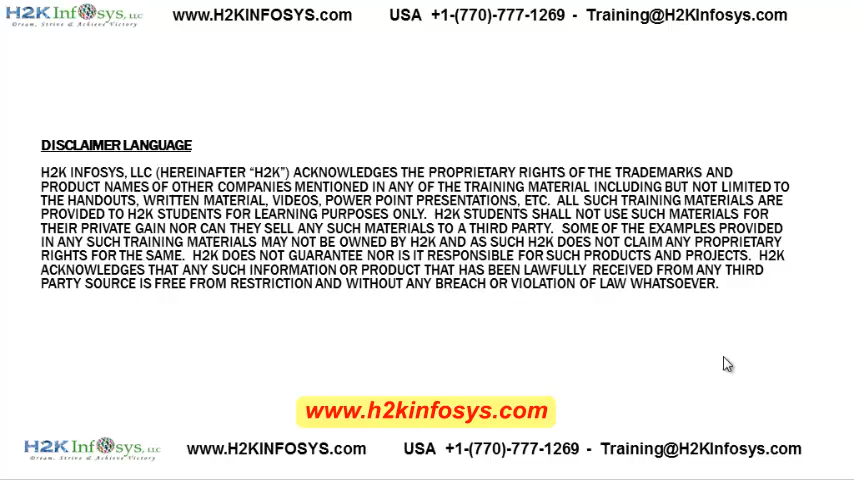 H2K Infosys, LLC www.H2KINFOSYS.com USA +1-(770)-777-1269 - Training@H2KInfosys.com
Dream, Strive & Achieve Victory
DISCLAIMER LANGUAGE
H2K INFOSYS, LLC (HEREINAFTER “H2K”) ACKNOWLEDGES THE PROPRIETARY RIGHTS OF THE TRADEMARKS AND
PRODUCT NAMES OF OTHER COMPANIES MENTIONED IN ANY OF THE TRAINING MATERIAL INCLUDING BUT NOT LIMITED TO
THE HANDOUTS, WRITTEN MATERIAL, VIDEOS, POWER POINT PRESENTATIONS, ETC. ALL SUCH TRAINING MATERIALS ARE
PROVIDED TO H2K STUDENTS FOR LEARNING PURPOSES ONLY. H2K STUDENTS SHALL NOT USE SUCH MATERIALS FOR
THEIR PRIVATE GAIN NOR CAN THEY SELL ANY SUCH MATERIALS TO A THIRD PARTY. SOME OF THE EXAMPLES PROVIDED
IN ANY SUCH TRAINING MATERIALS MAY NOT BE OWNED BY H2K AND AS SUCH H2K DOES NOT CLAIM ANY PROPRIETARY
RIGHTS FOR THE SAME. H2K DOES NOT GUARANTEE NOR IS IT RESPONSIBLE FOR SUCH PRODUCTS AND PROJECTS. H2K
ACKNOWLEDGES THAT ANY SUCH INFORMATION OR PRODUCT THAT HAS BEEN LAWFULLY RECEIVED FROM ANY THIRD
PARTY SOURCE IS FREE FROM RESTRICTION AND WITHOUT ANY BREACH OR VIOLATION OF LAW WHATSOEVER.
www.h2kinfosys.com
H2K Infosys, LLC www.H2KINFOSYS.com USA +1-(770)-777-1269 - Training@H2KInfosys.com
Dream, Strive & Achieve Victory